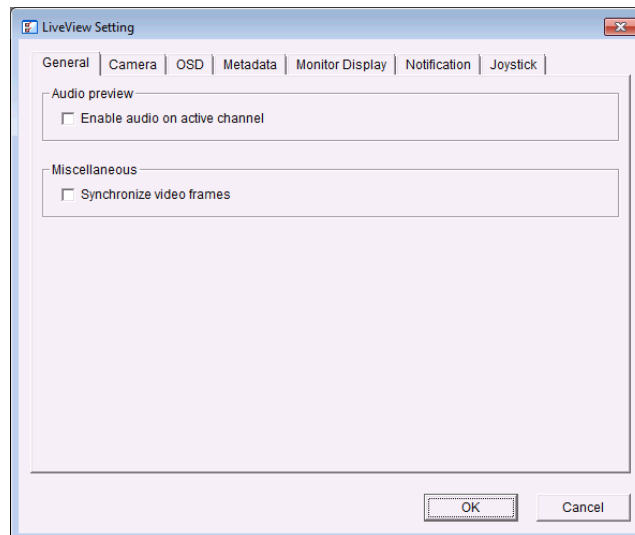 LiveView Setting
General Camera OSD Metadata Monitor Display Notification Joystick
Audio preview
Enable audio on active channel
Miscellaneous
Synchronize video frames
OK Cancel